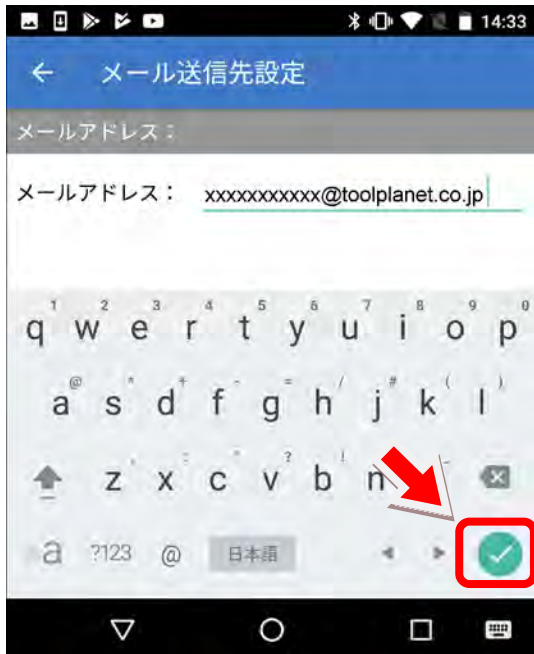 14:33
メール送信先設定
メールアドレス：
メールアドレス： xxxxxxxxxxx@toolplanet.co.jp
1 2 3 4 5 6 7 8 9 0
q w e r t y u i o p
@ * + - = / # ( )
a s d f g h j k l
? !
z x c v b n
a ?123 @ 日本語